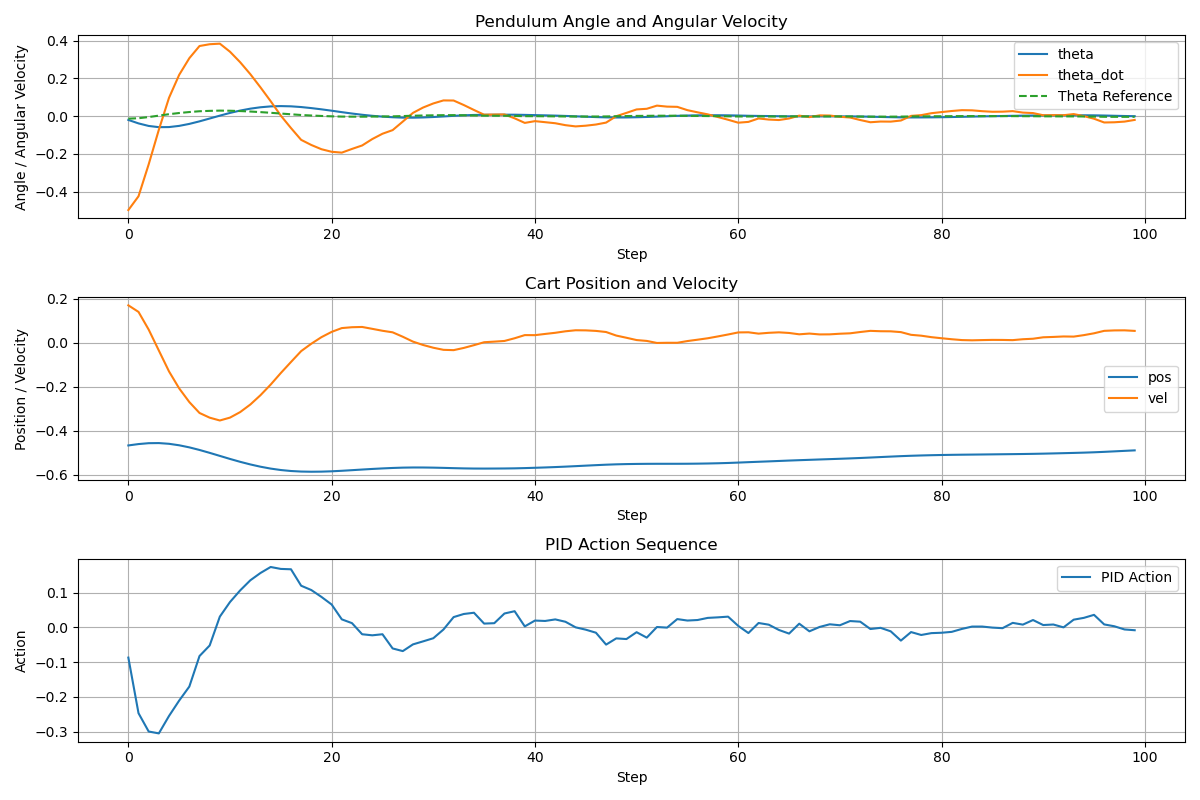 Pendulum Angle and Angular Velocity
Angle / Angular Velocity
0.4
0.2
0.0
−0.2
−0.4
theta
theta_dot
Theta Reference
0 20 40 60 80 100
Step
Cart Position and Velocity
Position / Velocity
0.2
0.0
−0.2
−0.4
−0.6
pos
vel
0 20 40 60 80 100
Step
PID Action Sequence
Action
0.1
0.0
−0.1
−0.2
−0.3
PID Action
0 20 40 60 80 100
Step